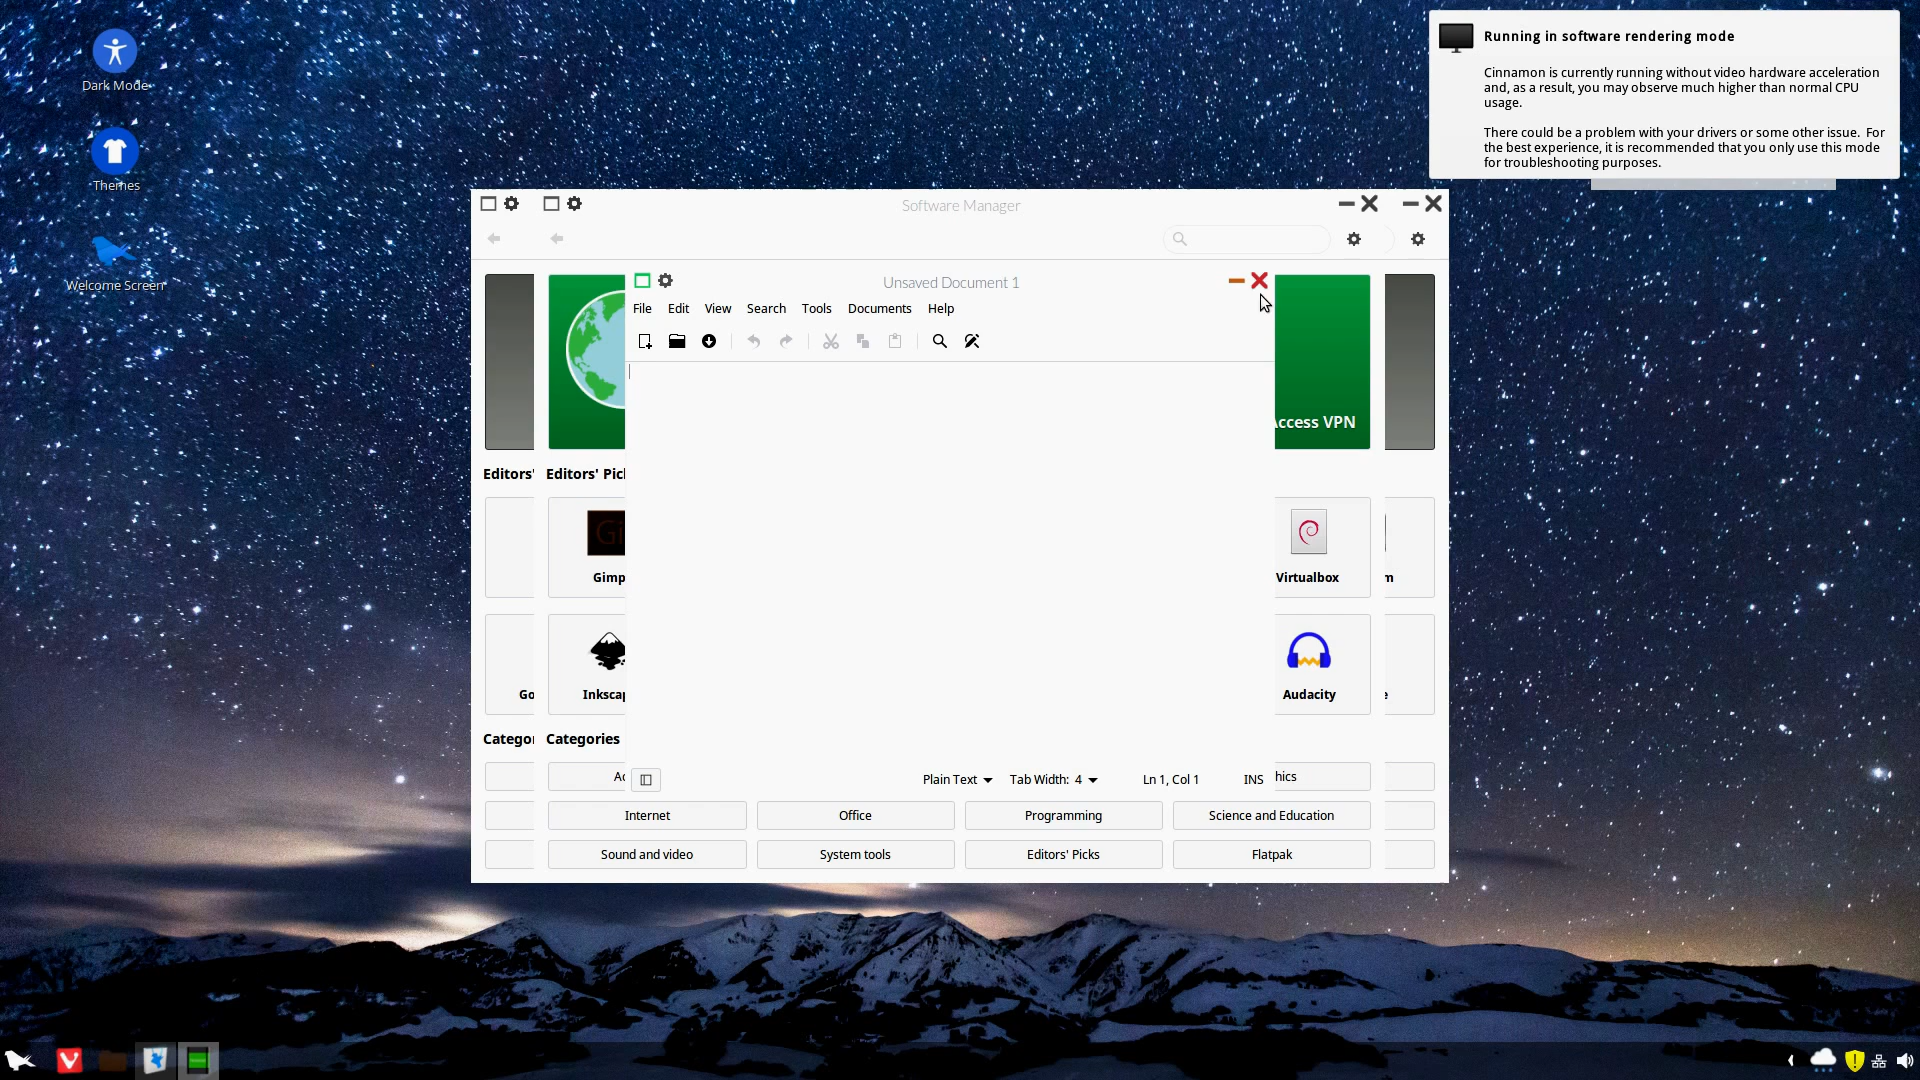 Dark Mode
Themes
Welcome Screen
Running in software rendering mode
Cinnamon is currently running without video hardware acceleration
and, as a result, you may observe much higher than normal CPU
usage.
There could be a problem with your drivers or some other issue. For
the best experience, it is recommended that you only use this mode
for troubleshooting purposes.
Software Manager
Unsaved Document 1
File Edit View Search Tools Documents Help
Access VPN
Editors' Editors' Pic
Gi
Gimp Virtualbox m
Go Inkscap Audacity e
Categor Categories
Ac hics
Plain Text Tab Width: 4 Ln 1, Col 1 INS
Internet Office Programming Science and Education
Sound and video System tools Editors' Picks Flatpak